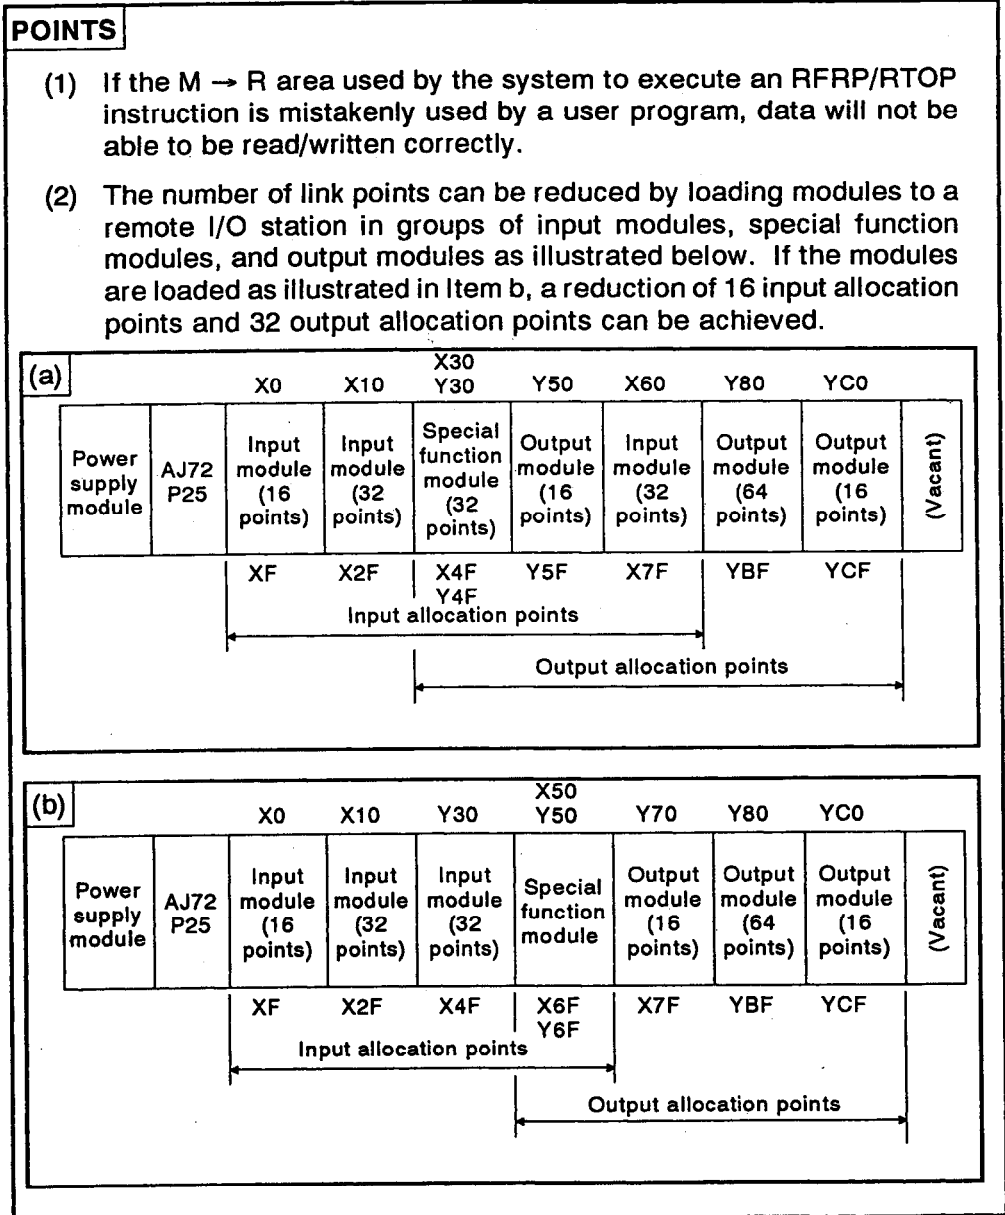 POINTS
(1) If the M → R area used by the system to execute an RFRP/RTOP
instruction is mistakenly used by a user program, data will not be
able to be read/written correctly.
(2) The number of link points can be reduced by loading modules to a
remote I/O station in groups of input modules, special function
modules, and output modules as illustrated below. If the modules
are loaded as illustrated in Item b, a reduction of 16 input allocation
points and 32 output allocation points can be achieved.
(a)
X30
X0 X10 Y30 Y50 X60 Y80 YC0
Power
supply
module
AJ72
P25
Input
module
(16
points)
Input
module
(32
points)
Special
function
module
(32
points)
Output
module
(16
points)
Input
module
(32
points)
Output
module
(64
points)
Output
module
(16
points)
(Vacant)
XF X2F X4F Y5F X7F YBF YCF
Y4F
Input allocation points
Output allocation points
(b)
X50
X0 X10 Y30 Y50 Y70 Y80 YC0
Power
supply
module
AJ72
P25
Input
module
(16
points)
Input
module
(32
points)
Input
module
(32
points)
Special
function
module
Output
module
(16
points)
Output
module
(64
points)
Output
module
(16
points)
(Vacant)
XF X2F X4F X6F X7F YBF YCF
Y6F
Input allocation points
Output allocation points